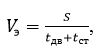 Vэ = S / tдв+tст,